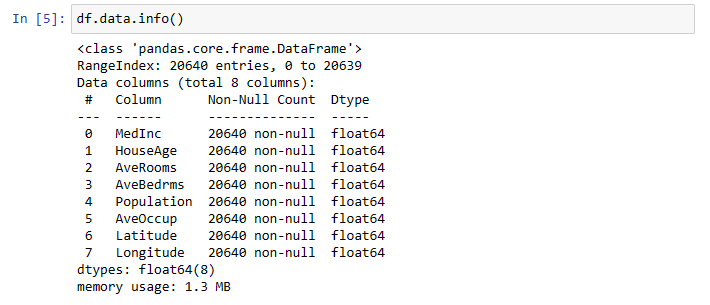 In [5]: df.data.info()
<class 'pandas.core.frame.DataFrame'>
RangeIndex: 20640 entries, 0 to 20639
Data columns (total 8 columns):
 #   Column      Non-Null Count  Dtype
---  ------      --------------  -----
 0   MedInc      20640 non-null  float64
 1   HouseAge    20640 non-null  float64
 2   AveRooms    20640 non-null  float64
 3   AveBedrms   20640 non-null  float64
 4   Population  20640 non-null  float64
 5   AveOccup    20640 non-null  float64
 6   Latitude    20640 non-null  float64
 7   Longitude   20640 non-null  float64
dtypes: float64(8)
memory usage: 1.3 MB